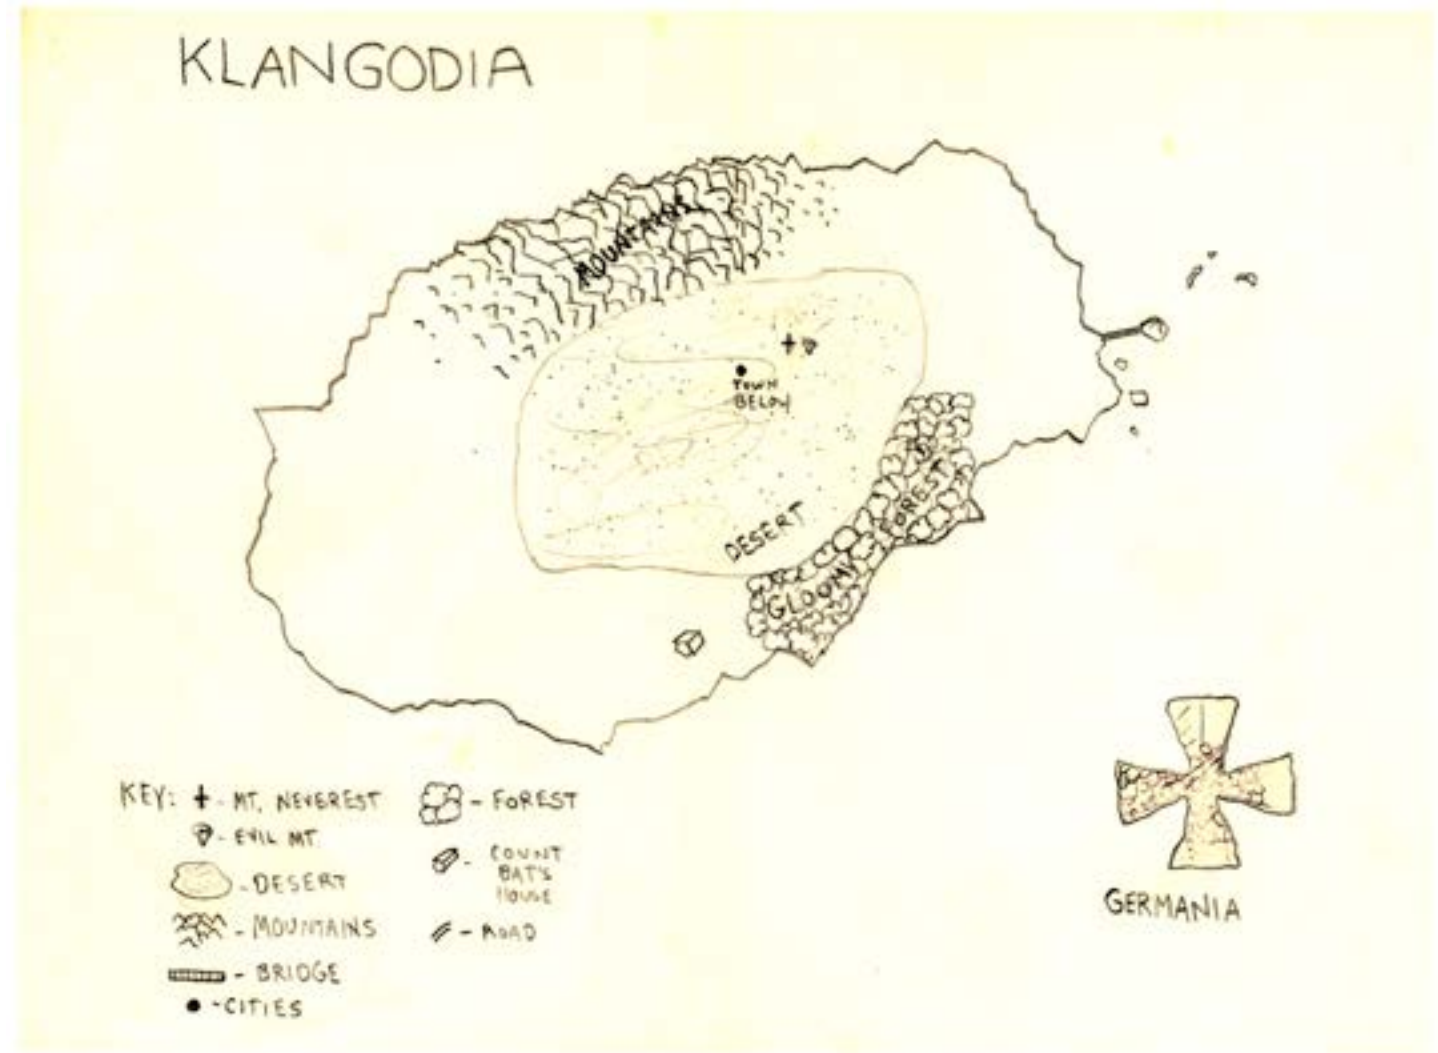 KLANGODIA
MOUNTAINS
TOWN
BELOW
DESERT
GLOOMY FOREST
KEY: - MT. NEVEREST
- EVIL MT
- DESERT
- MOUNTAINS
- BRIDGE
- CITIES
- FOREST
- COUNT
BAT'S
HOUSE
- ROAD
GERMANIA